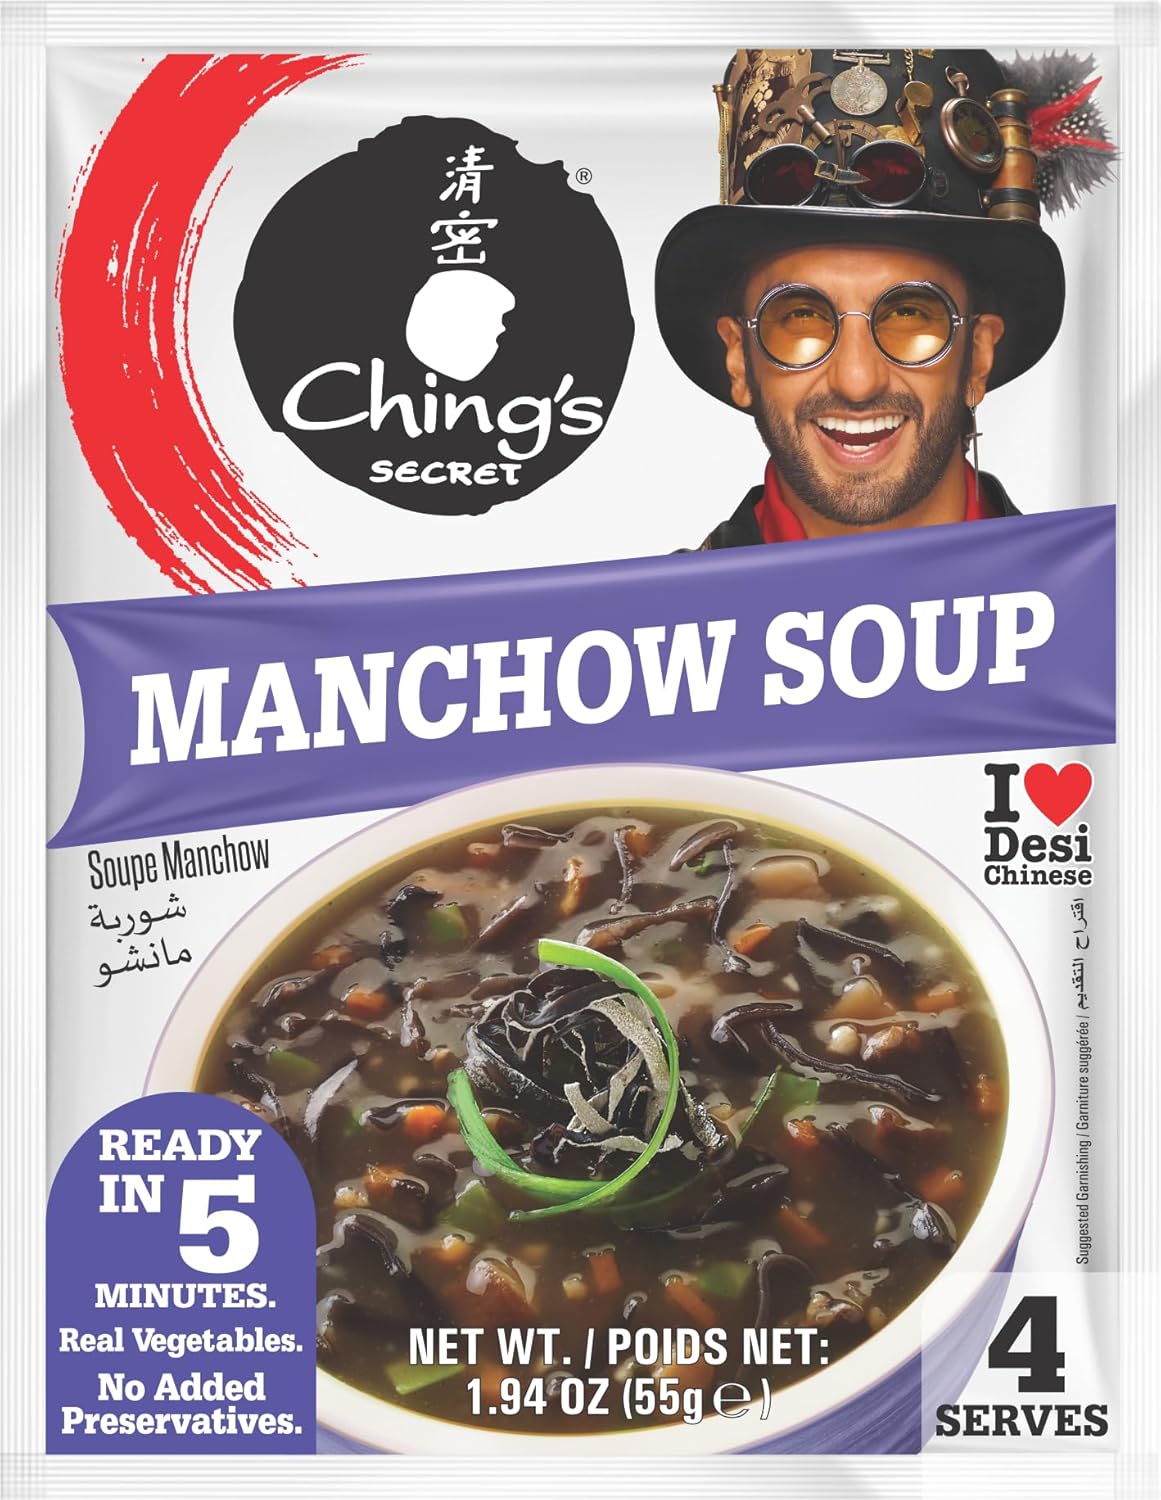 清
密
®
Ching's
SECRET
MANCHOW SOUP
I ❤
Desi
Chinese
Soupe Manchow
شوربة
مانشو
Suggested Garnishing / Garniture suggérée / اقتراح التقديم
READY
IN 5
MINUTES.
Real Vegetables.
No Added
Preservatives.
NET WT. / POIDS NET:
1.94 OZ (55g ℮)
4
SERVES